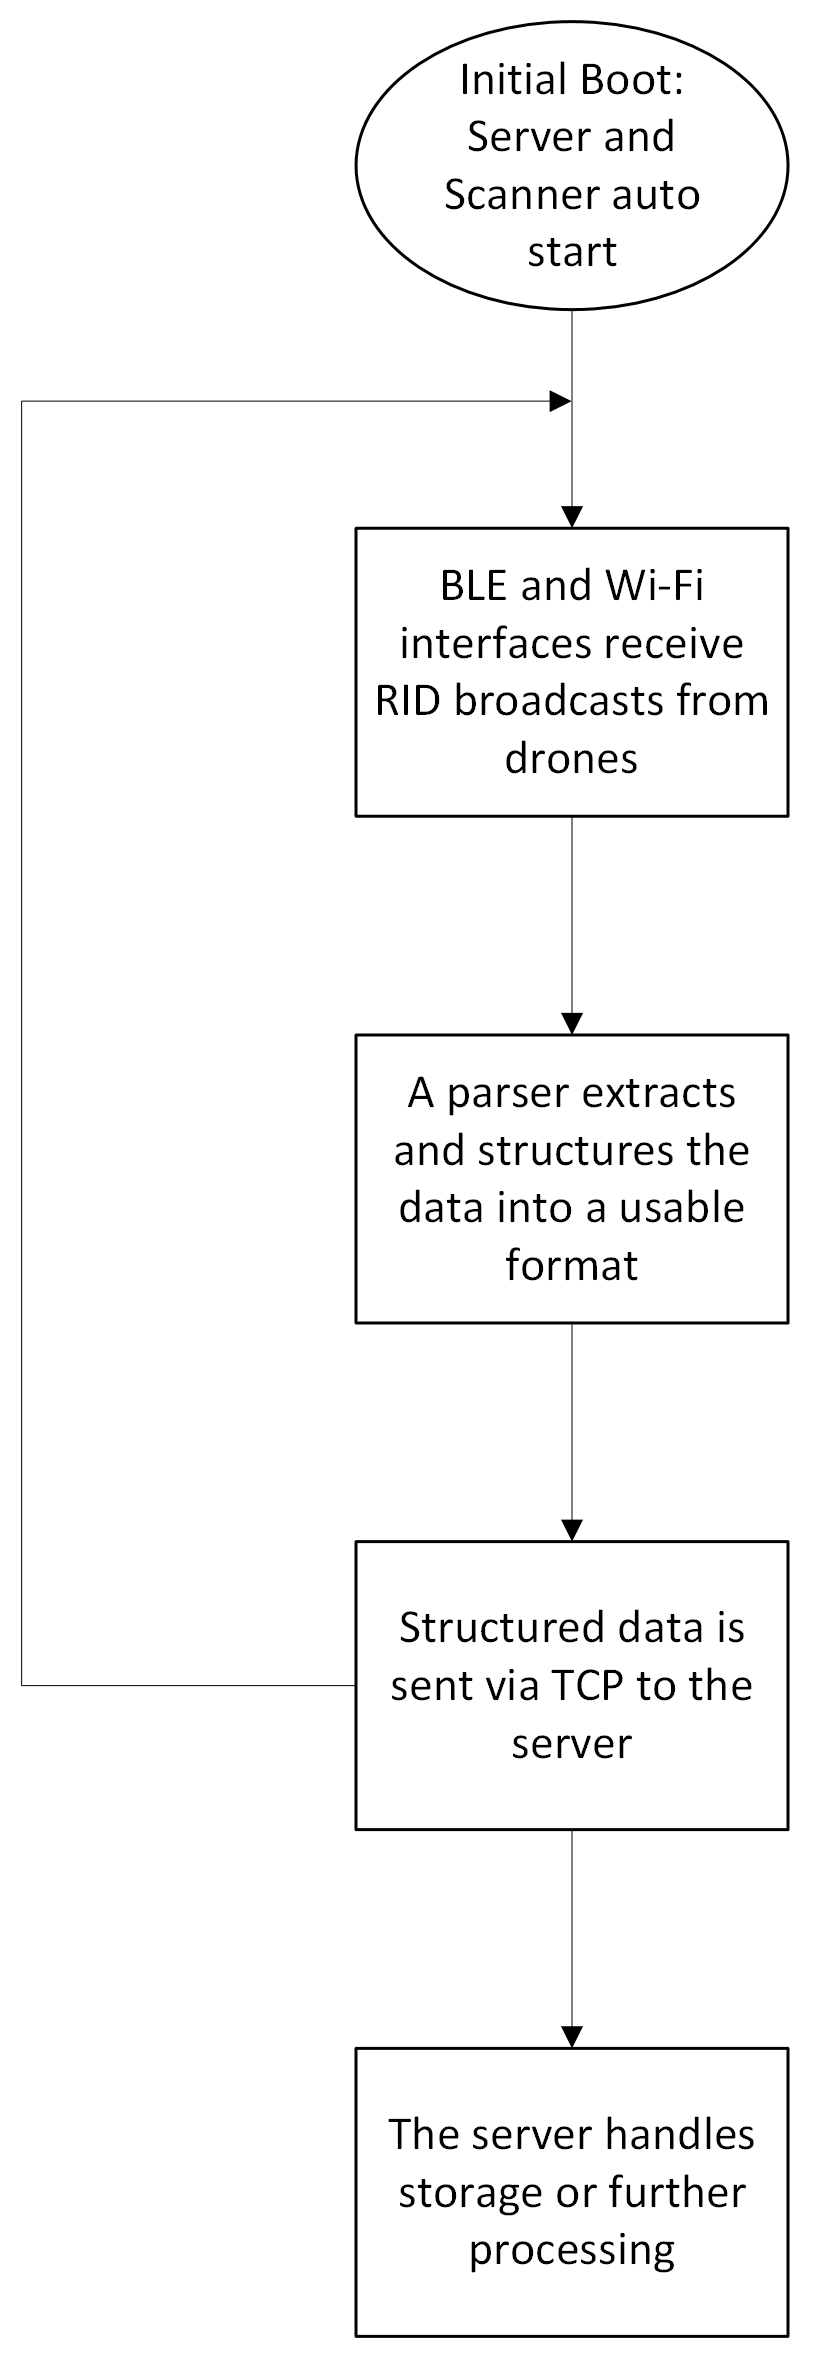 Initial Boot:
Server and
Scanner auto
start
BLE and Wi-Fi
interfaces receive
RID broadcasts from
drones
A parser extracts
and structures the
data into a usable
format
Structured data is
sent via TCP to the
server
The server handles
storage or further
processing